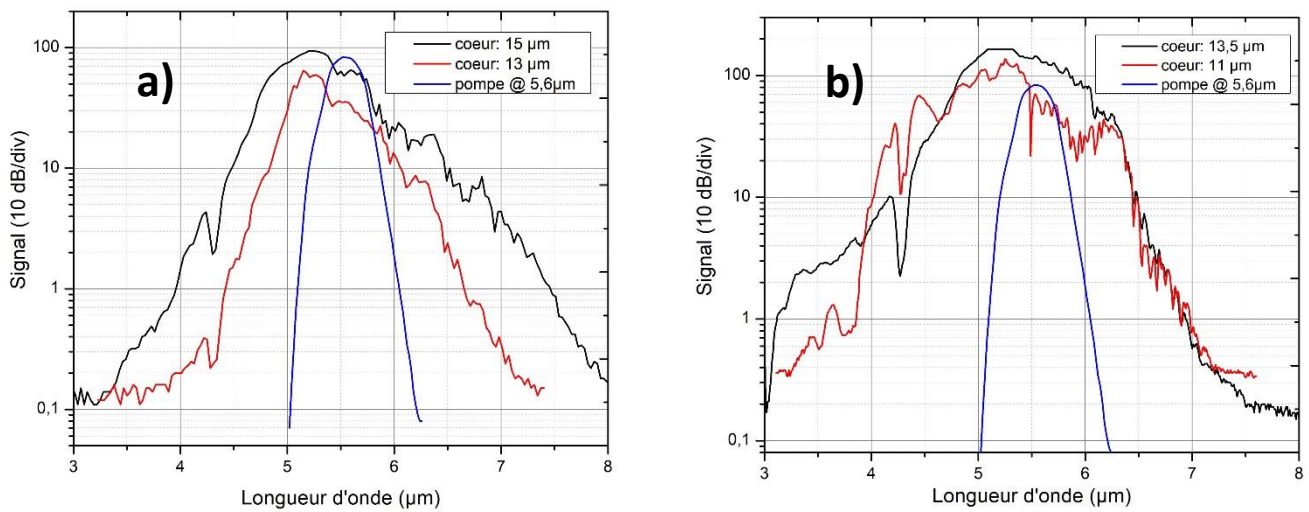 a)
coeur: 15 µm
coeur: 13 µm
pompe @ 5,6µm
100
10
1
0,1
Signal (10 dB/div)
3 4 5 6 7 8
Longueur d'onde (µm)
b)
coeur: 13,5 µm
coeur: 11 µm
pompe @ 5,6µm
100
10
1
0,1
Signal (10 dB/div)
3 4 5 6 7 8
Longueur d'onde (µm)